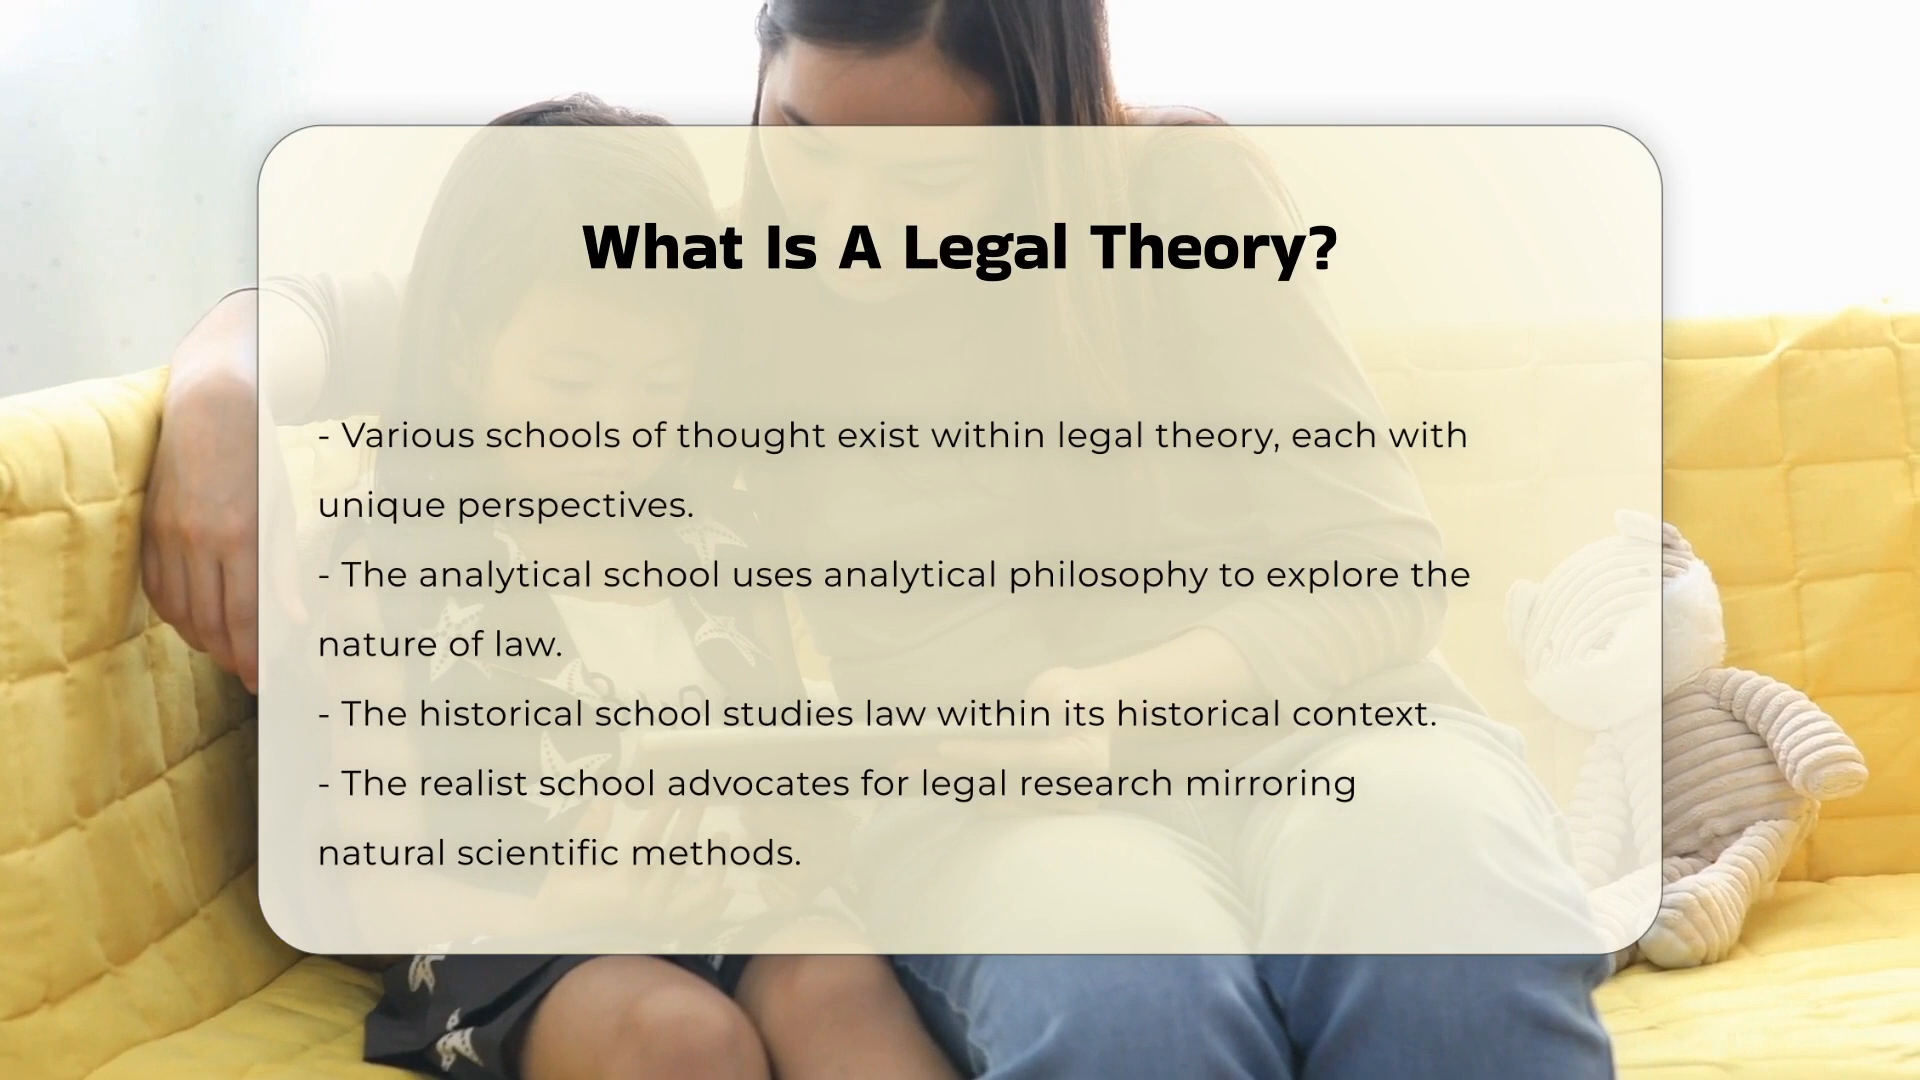 What Is A Legal Theory?
- Various schools of thought exist within legal theory, each with
unique perspectives.
- The analytical school uses analytical philosophy to explore the
nature of law.
- The historical school studies law within its historical context.
- The realist school advocates for legal research mirroring
natural scientific methods.